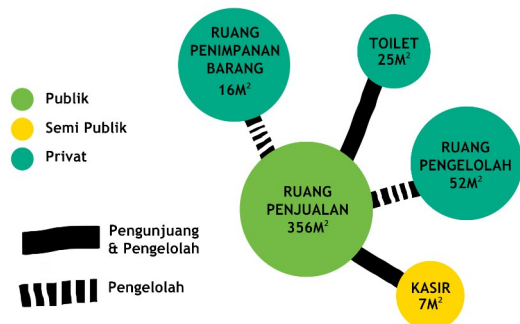 RUANG
PENIMPANAN
BARANG
16M²
TOILET
25M²
Publik
Semi Publik
Privat
RUANG
PENGELOLAH
52M²
RUANG
PENJUALAN
356M²
Pengunjuang
& Pengelolah
Pengelolah
KASIR
7M²